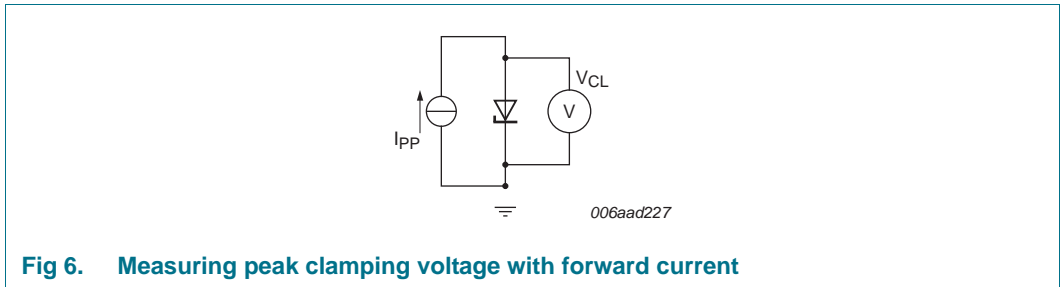 V_CL
V
I_PP
006aad227
Fig 6. Measuring peak clamping voltage with forward current